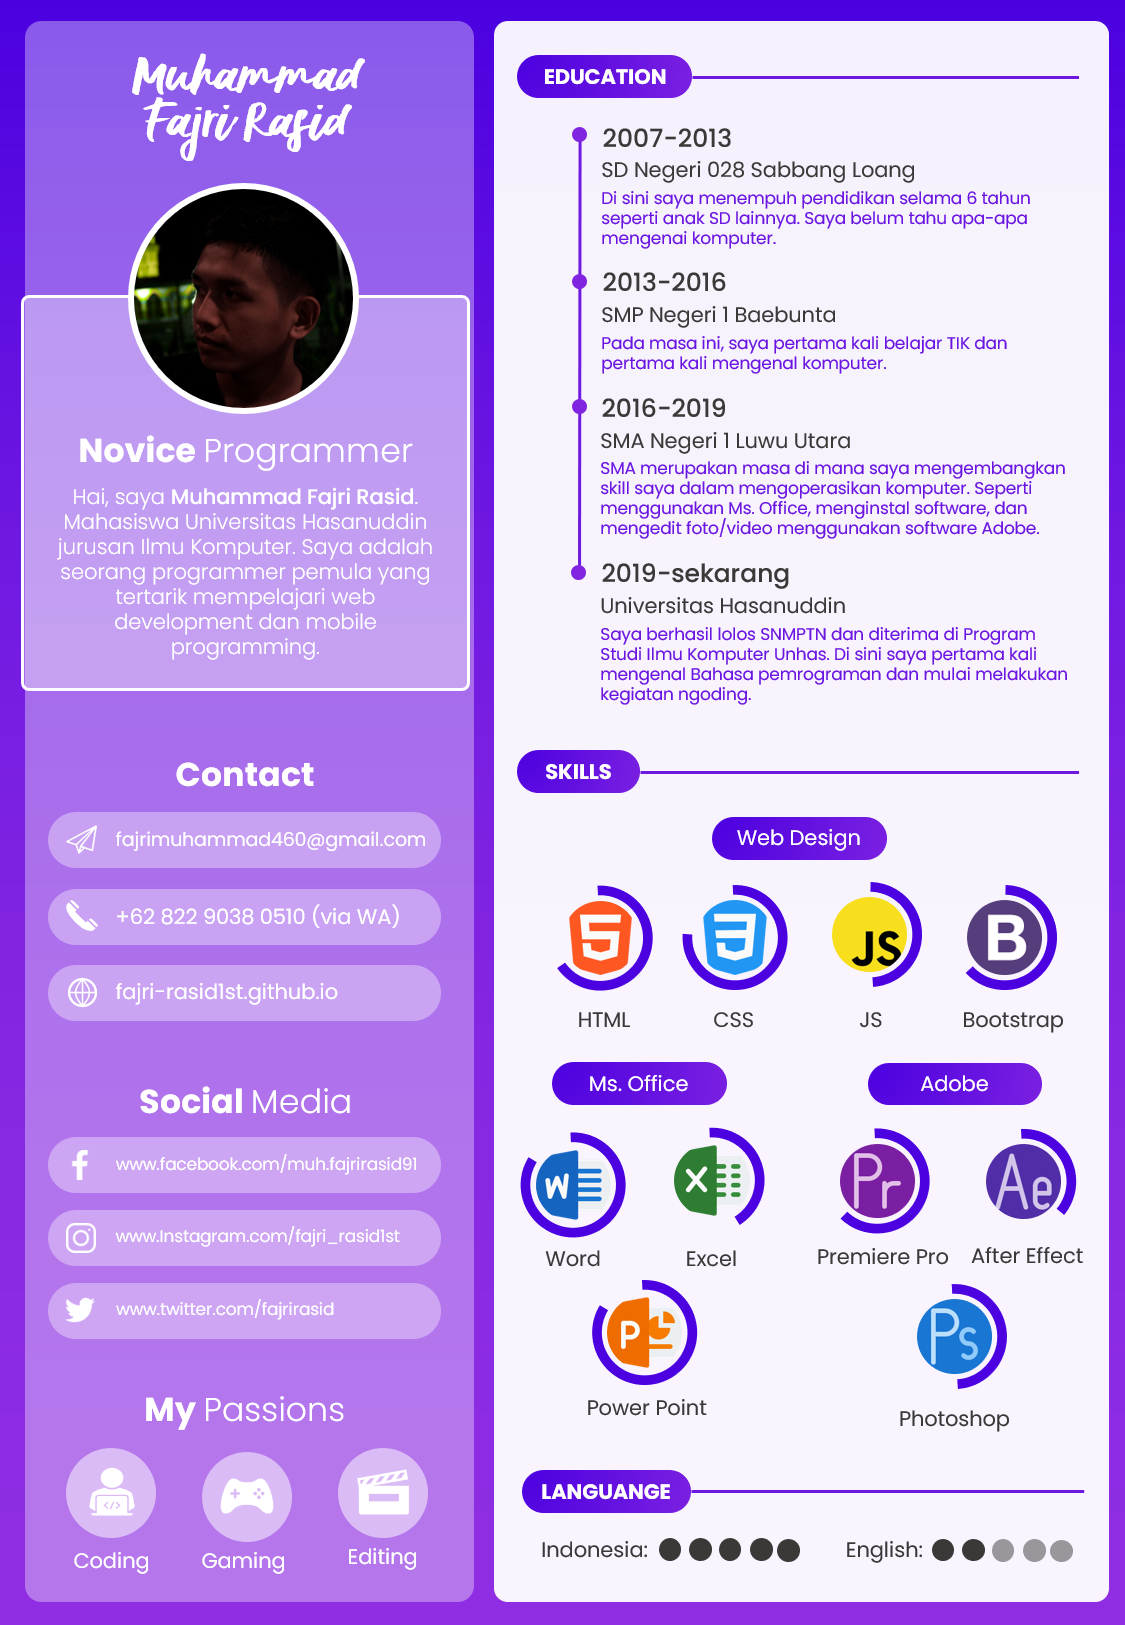 Muhammad
Fajri Rasid
Novice Programmer
Hai, saya Muhammad Fajri Rasid.
Mahasiswa Universitas Hasanuddin
jurusan Ilmu Komputer. Saya adalah
seorang programmer pemula yang
tertarik mempelajari web
development dan mobile
programming.
Contact
fajrimuhammad460@gmail.com
+62 822 9038 0510 (via WA)
fajri-rasid1st.github.io
Social Media
www.facebook.com/muh.fajrirasid91
www.Instagram.com/fajri_rasid1st
www.twitter.com/fajrirasid
My Passions
</>
Coding
Gaming
Editing
EDUCATION
2007-2013
SD Negeri 028 Sabbang Loang
Di sini saya menempuh pendidikan selama 6 tahun
seperti anak SD lainnya. Saya belum tahu apa-apa
mengenai komputer.
2013-2016
SMP Negeri 1 Baebunta
Pada masa ini, saya pertama kali belajar TIK dan
pertama kali mengenal komputer.
2016-2019
SMA Negeri 1 Luwu Utara
SMA merupakan masa di mana saya mengembangkan
skill saya dalam mengoperasikan komputer. Seperti
menggunakan Ms. Office, menginstal software, dan
mengedit foto/video menggunakan software Adobe.
2019-sekarang
Universitas Hasanuddin
Saya berhasil lolos SNMPTN dan diterima di Program
Studi Ilmu Komputer Unhas. Di sini saya pertama kali
mengenal Bahasa pemrograman dan mulai melakukan
kegiatan ngoding.
SKILLS
Web Design
5 3 JS B
HTML CSS JS Bootstrap
Ms. Office
W X
Word Excel
P
Power Point
Adobe
Pr Ae
Premiere Pro After Effect
Ps
Photoshop
LANGUANGE
Indonesia: English: